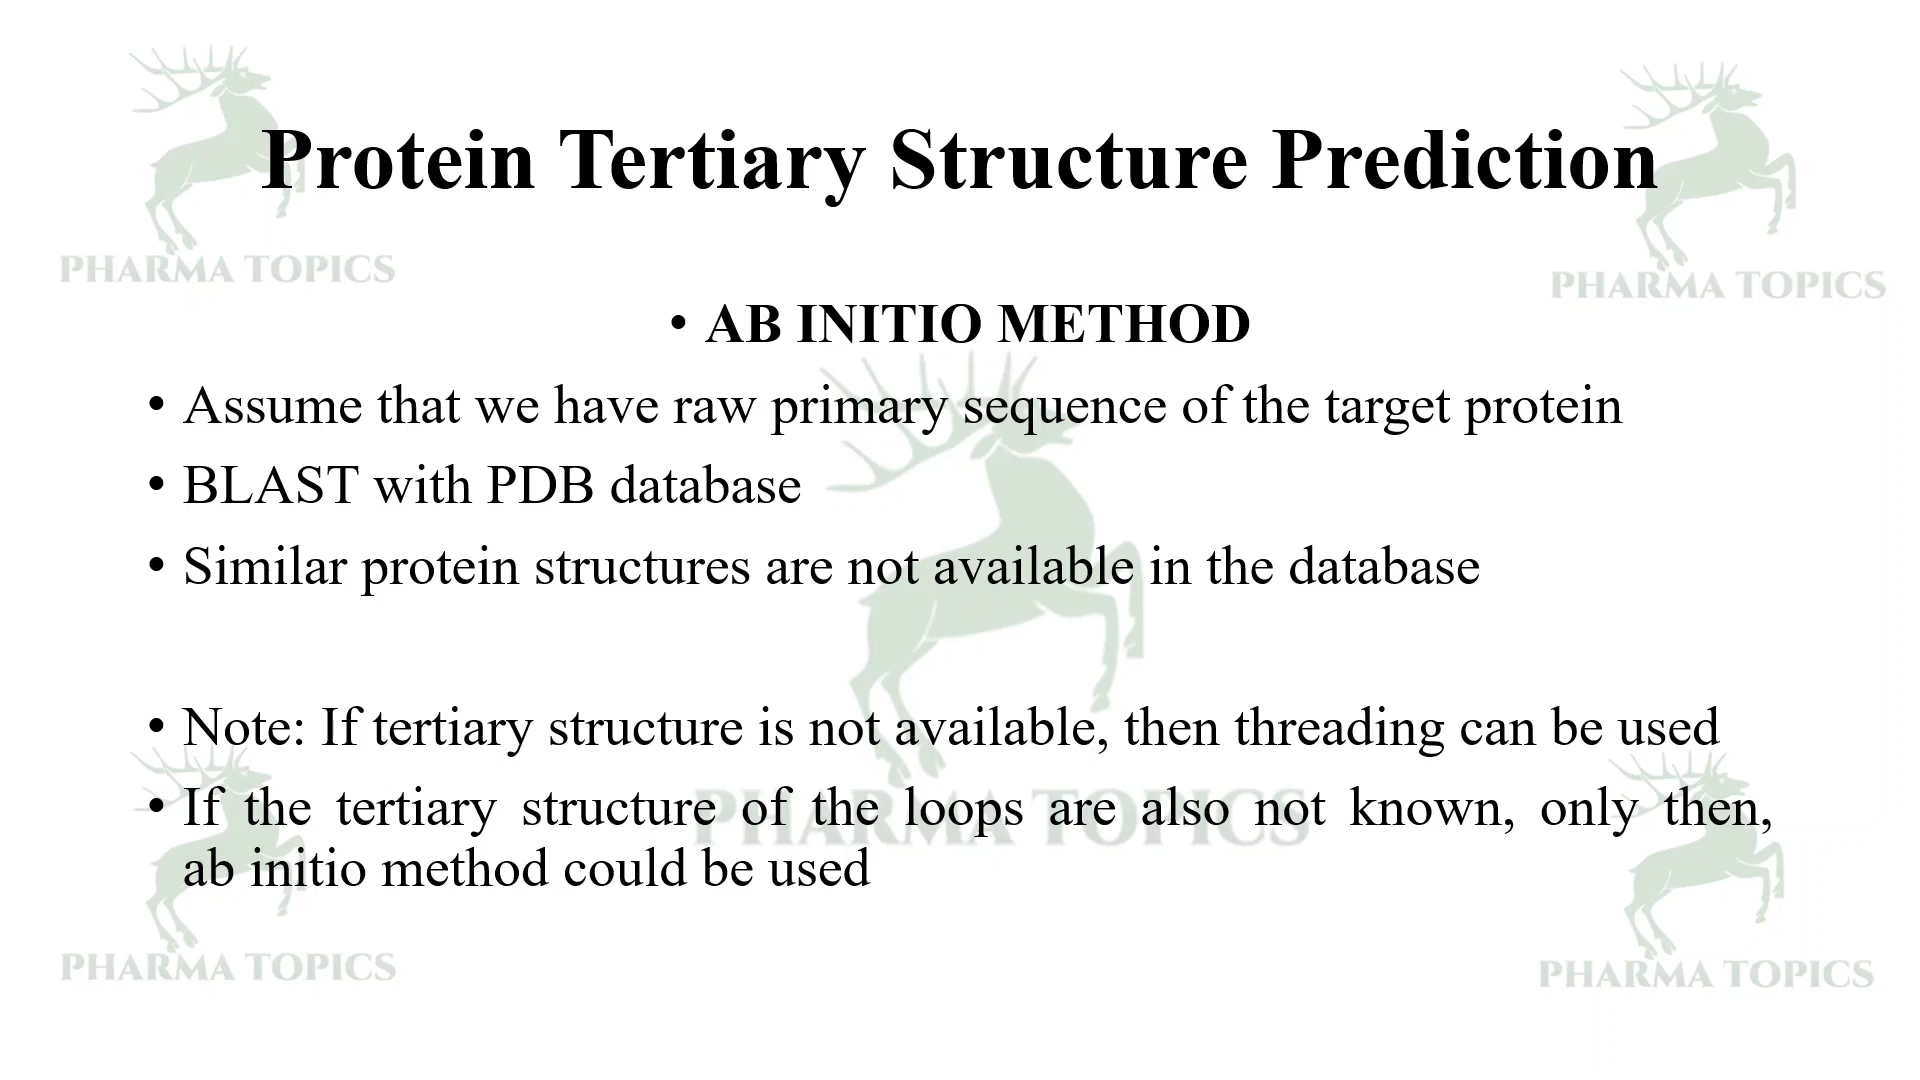 Protein Tertiary Structure Prediction
PHARMA TOPICS
PHARMA TOPICS
• AB INITIO METHOD
• Assume that we have raw primary sequence of the target protein
• BLAST with PDB database
• Similar protein structures are not available in the database
• Note: If tertiary structure is not available, then threading can be used
• If the tertiary structure of the loops are also not known, only then,
ab initio method could be used
PHARMA TOPICS
PHARMA TOPICS
PHARMA TOPICS